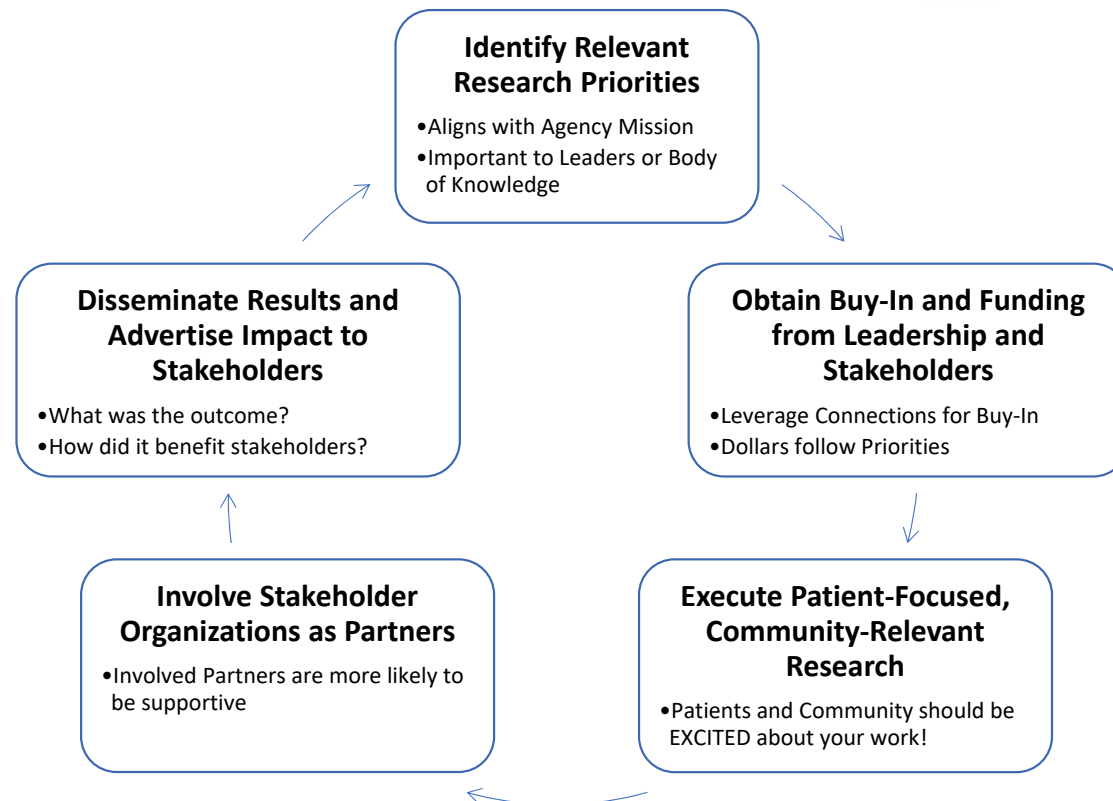 Identify Relevant
Research Priorities
•Aligns with Agency Mission
•Important to Leaders or Body
of Knowledge
Obtain Buy-In and Funding
from Leadership and
Stakeholders
•Leverage Connections for Buy-In
•Dollars follow Priorities
Execute Patient-Focused,
Community-Relevant
Research
•Patients and Community should be
EXCITED about your work!
Involve Stakeholder
Organizations as Partners
•Involved Partners are more likely to
be supportive
Disseminate Results and
Advertise Impact to
Stakeholders
•What was the outcome?
•How did it benefit stakeholders?